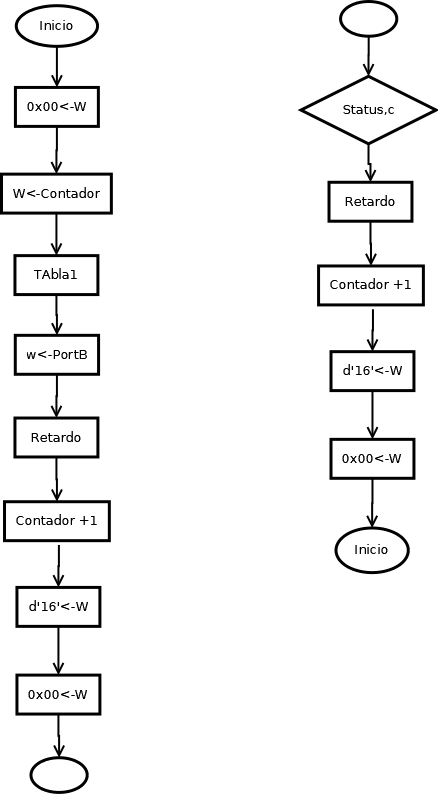 Inicio
0x00<-W
W<-Contador
TAbla1
w<-PortB
Retardo
Contador +1
d'16'<-W
0x00<-W
Status,c
Retardo
Contador +1
d'16'<-W
0x00<-W
Inicio